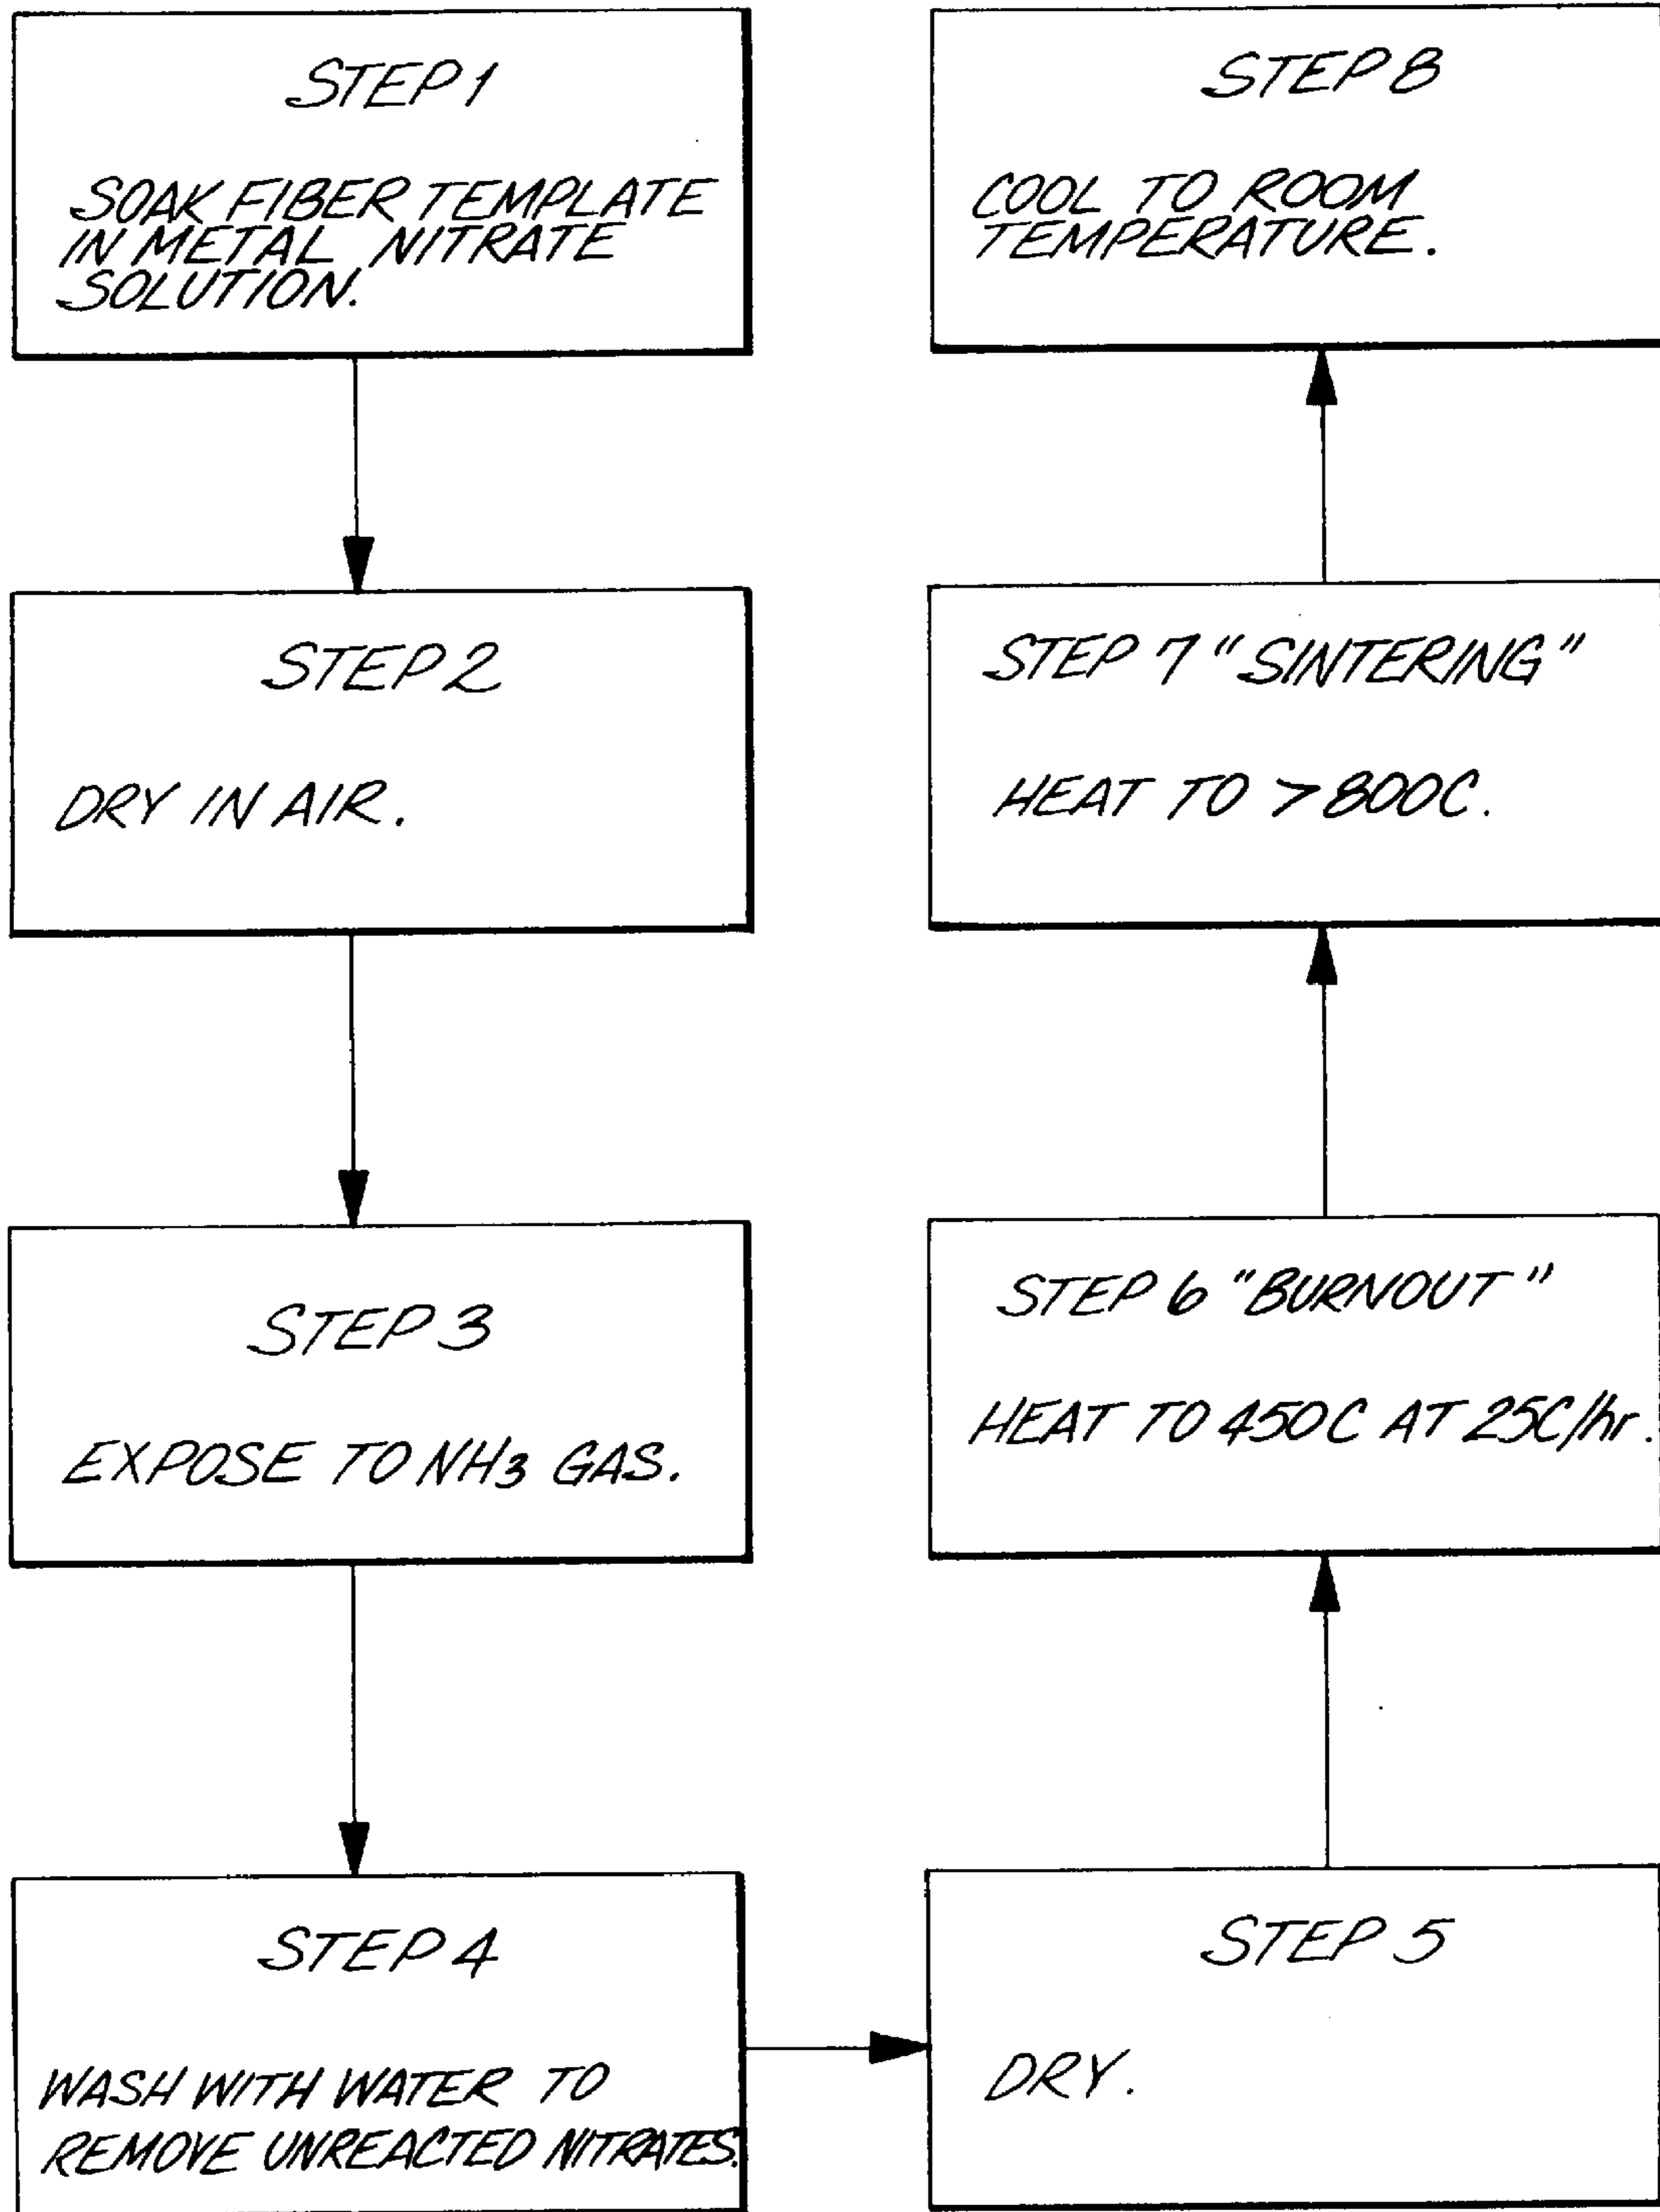 STEP 1
SOAK FIBER TEMPLATE
IN METAL NITRATE
SOLUTION.
STEP 2
DRY IN AIR.
STEP 3
EXPOSE TO NH3 GAS.
STEP 4
WASH WITH WATER TO
REMOVE UNREACTED NITRATES.
STEP 5
DRY.
STEP 6 "BURNOUT"
HEAT TO 450C AT 25C/hr.
STEP 7 "SINTERING"
HEAT TO >800C.
STEP 8
COOL TO ROOM
TEMPERATURE.